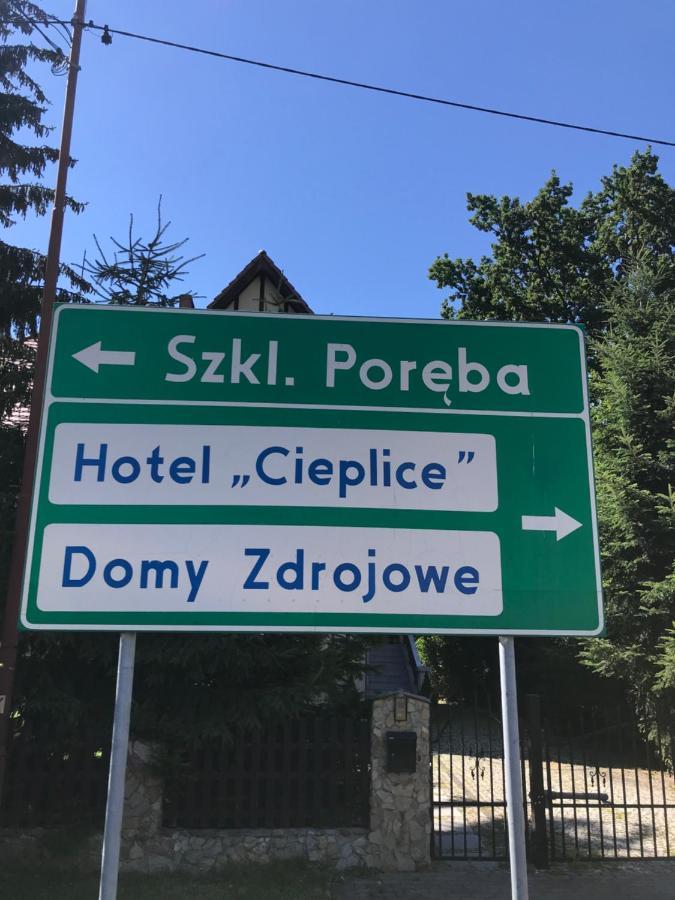 Szkl. Poręba
Hotel „Cieplice”
Domy Zdrojowe